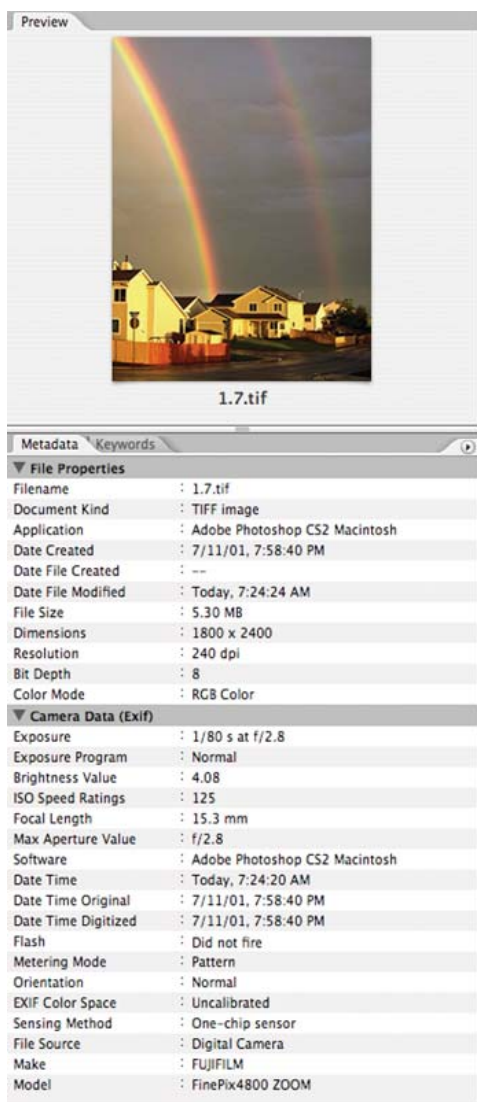 Preview
1.7.tif
Metadata Keywords
File Properties
Filename : 1.7.tif
Document Kind : TIFF image
Application : Adobe Photoshop CS2 Macintosh
Date Created : 7/11/01, 7:58:40 PM
Date File Created : --
Date File Modified : Today, 7:24:24 AM
File Size : 5.30 MB
Dimensions : 1800 x 2400
Resolution : 240 dpi
Bit Depth : 8
Color Mode : RGB Color
Camera Data (Exif)
Exposure : 1/80 s at f/2.8
Exposure Program : Normal
Brightness Value : 4.08
ISO Speed Ratings : 125
Focal Length : 15.3 mm
Max Aperture Value : f/2.8
Software : Adobe Photoshop CS2 Macintosh
Date Time : Today, 7:24:20 AM
Date Time Original : 7/11/01, 7:58:40 PM
Date Time Digitized : 7/11/01, 7:58:40 PM
Flash : Did not fire
Metering Mode : Pattern
Orientation : Normal
EXIF Color Space : Uncalibrated
Sensing Method : One-chip sensor
File Source : Digital Camera
Make : FUJIFILM
Model : FinePix4800 ZOOM